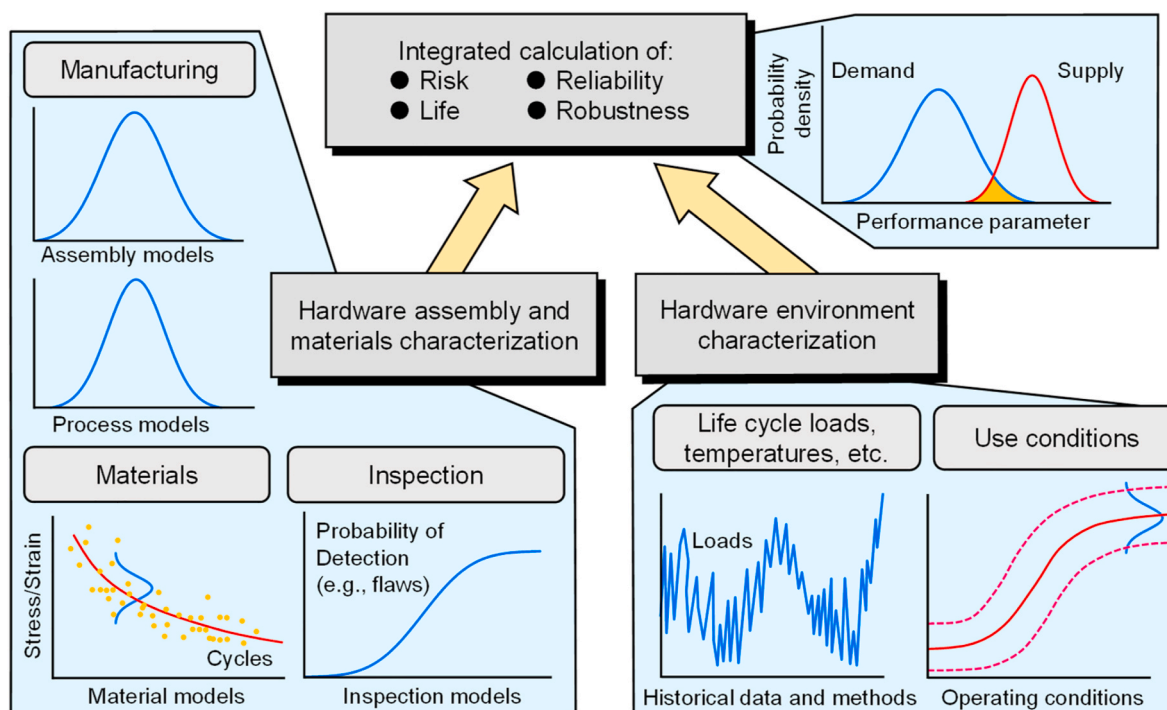 Manufacturing
Assembly models
Process models
Materials
Stress/Strain
Cycles
Material models
Inspection
Probability of
Detection
(e.g., flaws)
Inspection models
Integrated calculation of:
● Risk ● Reliability
● Life ● Robustness
Hardware assembly and
materials characterization
Hardware environment
characterization
Probability
density
Demand
Supply
Performance parameter
Life cycle loads,
temperatures, etc.
Loads
Historical data and methods
Use conditions
Operating conditions